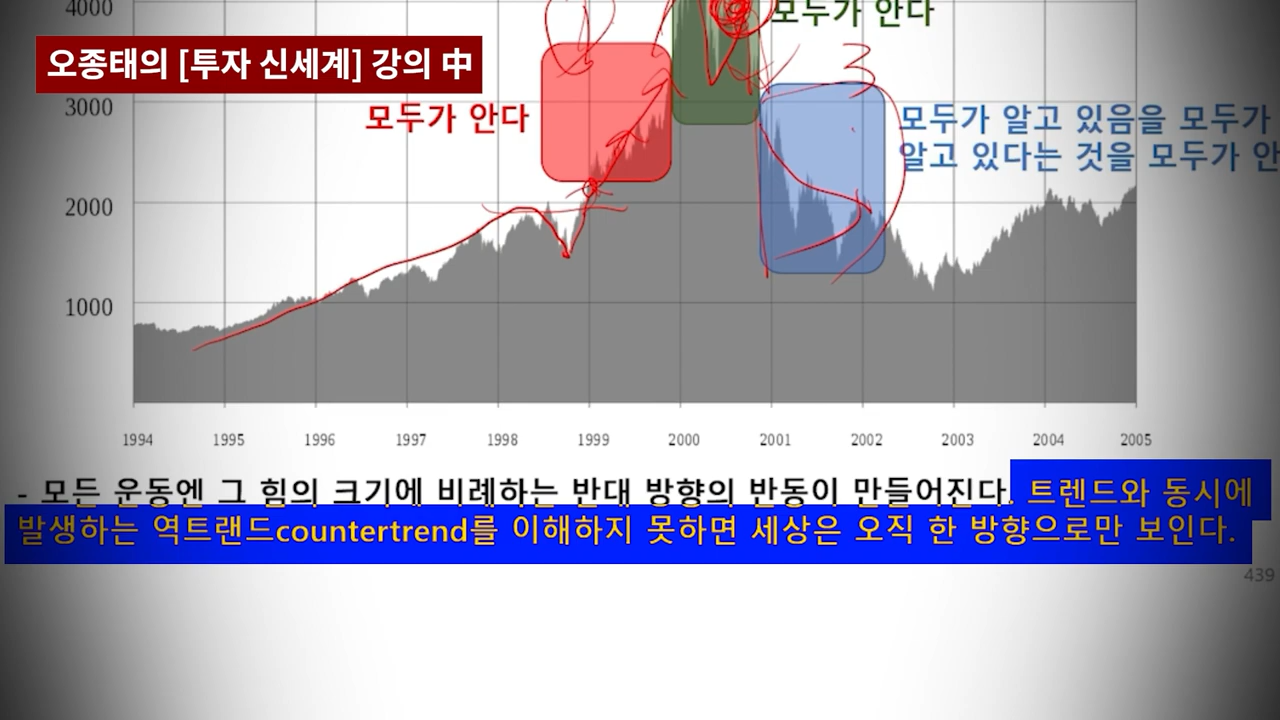 4000
모두가 안다
오종태의 [투자 신세계] 강의 中
3000
모두가 안다
3
모두가 알고 있음을 모두가
알고 있다는 것을 모두가 안
2000
1000
1994 1995 1996 1997 1998 1999 2000 2001 2002 2003 2004 2005
- 모든 운동엔 그 힘의 크기에 비례하는 반대 방향의 반동이 만들어진다. 트렌드와 동시에
발생하는 역트랜드countertrend를 이해하지 못하면 세상은 오직 한 방향으로만 보인다.
439